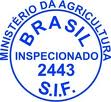 MINISTÉRIO DA AGRICULTURA
BRASIL
INSPECIONADO
2443
S.I.F.